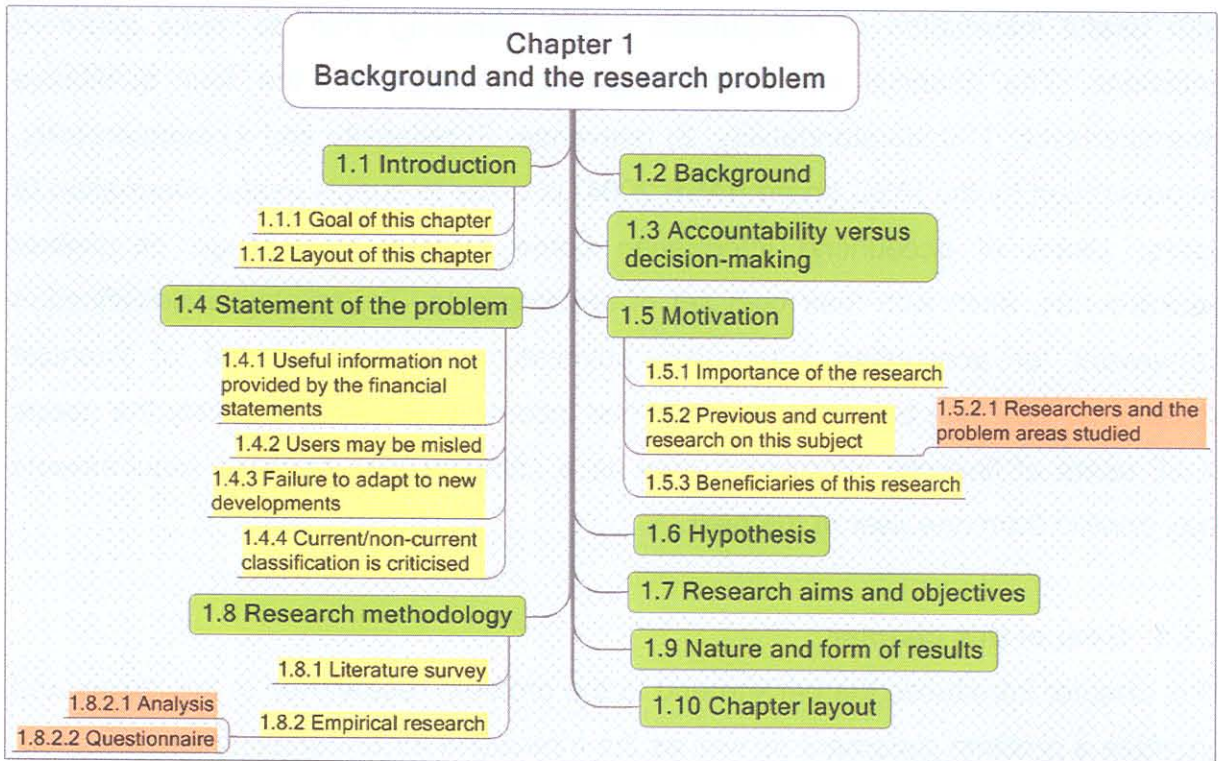 Chapter 1
Background and the research problem
1.1 Introduction
1.1.1 Goal of this chapter
1.1.2 Layout of this chapter
1.2 Background
1.3 Accountability versus
decision-making
1.4 Statement of the problem
1.4.1 Useful information not
provided by the financial
statements
1.4.2 Users may be misled
1.4.3 Failure to adapt to new
developments
1.4.4 Current/non-current
classification is criticised
1.5 Motivation
1.5.1 Importance of the research
1.5.2 Previous and current
research on this subject
1.5.2.1 Researchers and the
problem areas studied
1.5.3 Beneficiaries of this research
1.6 Hypothesis
1.7 Research aims and objectives
1.8 Research methodology
1.8.1 Literature survey
1.8.2 Empirical research
1.8.2.1 Analysis
1.8.2.2 Questionnaire
1.9 Nature and form of results
1.10 Chapter layout